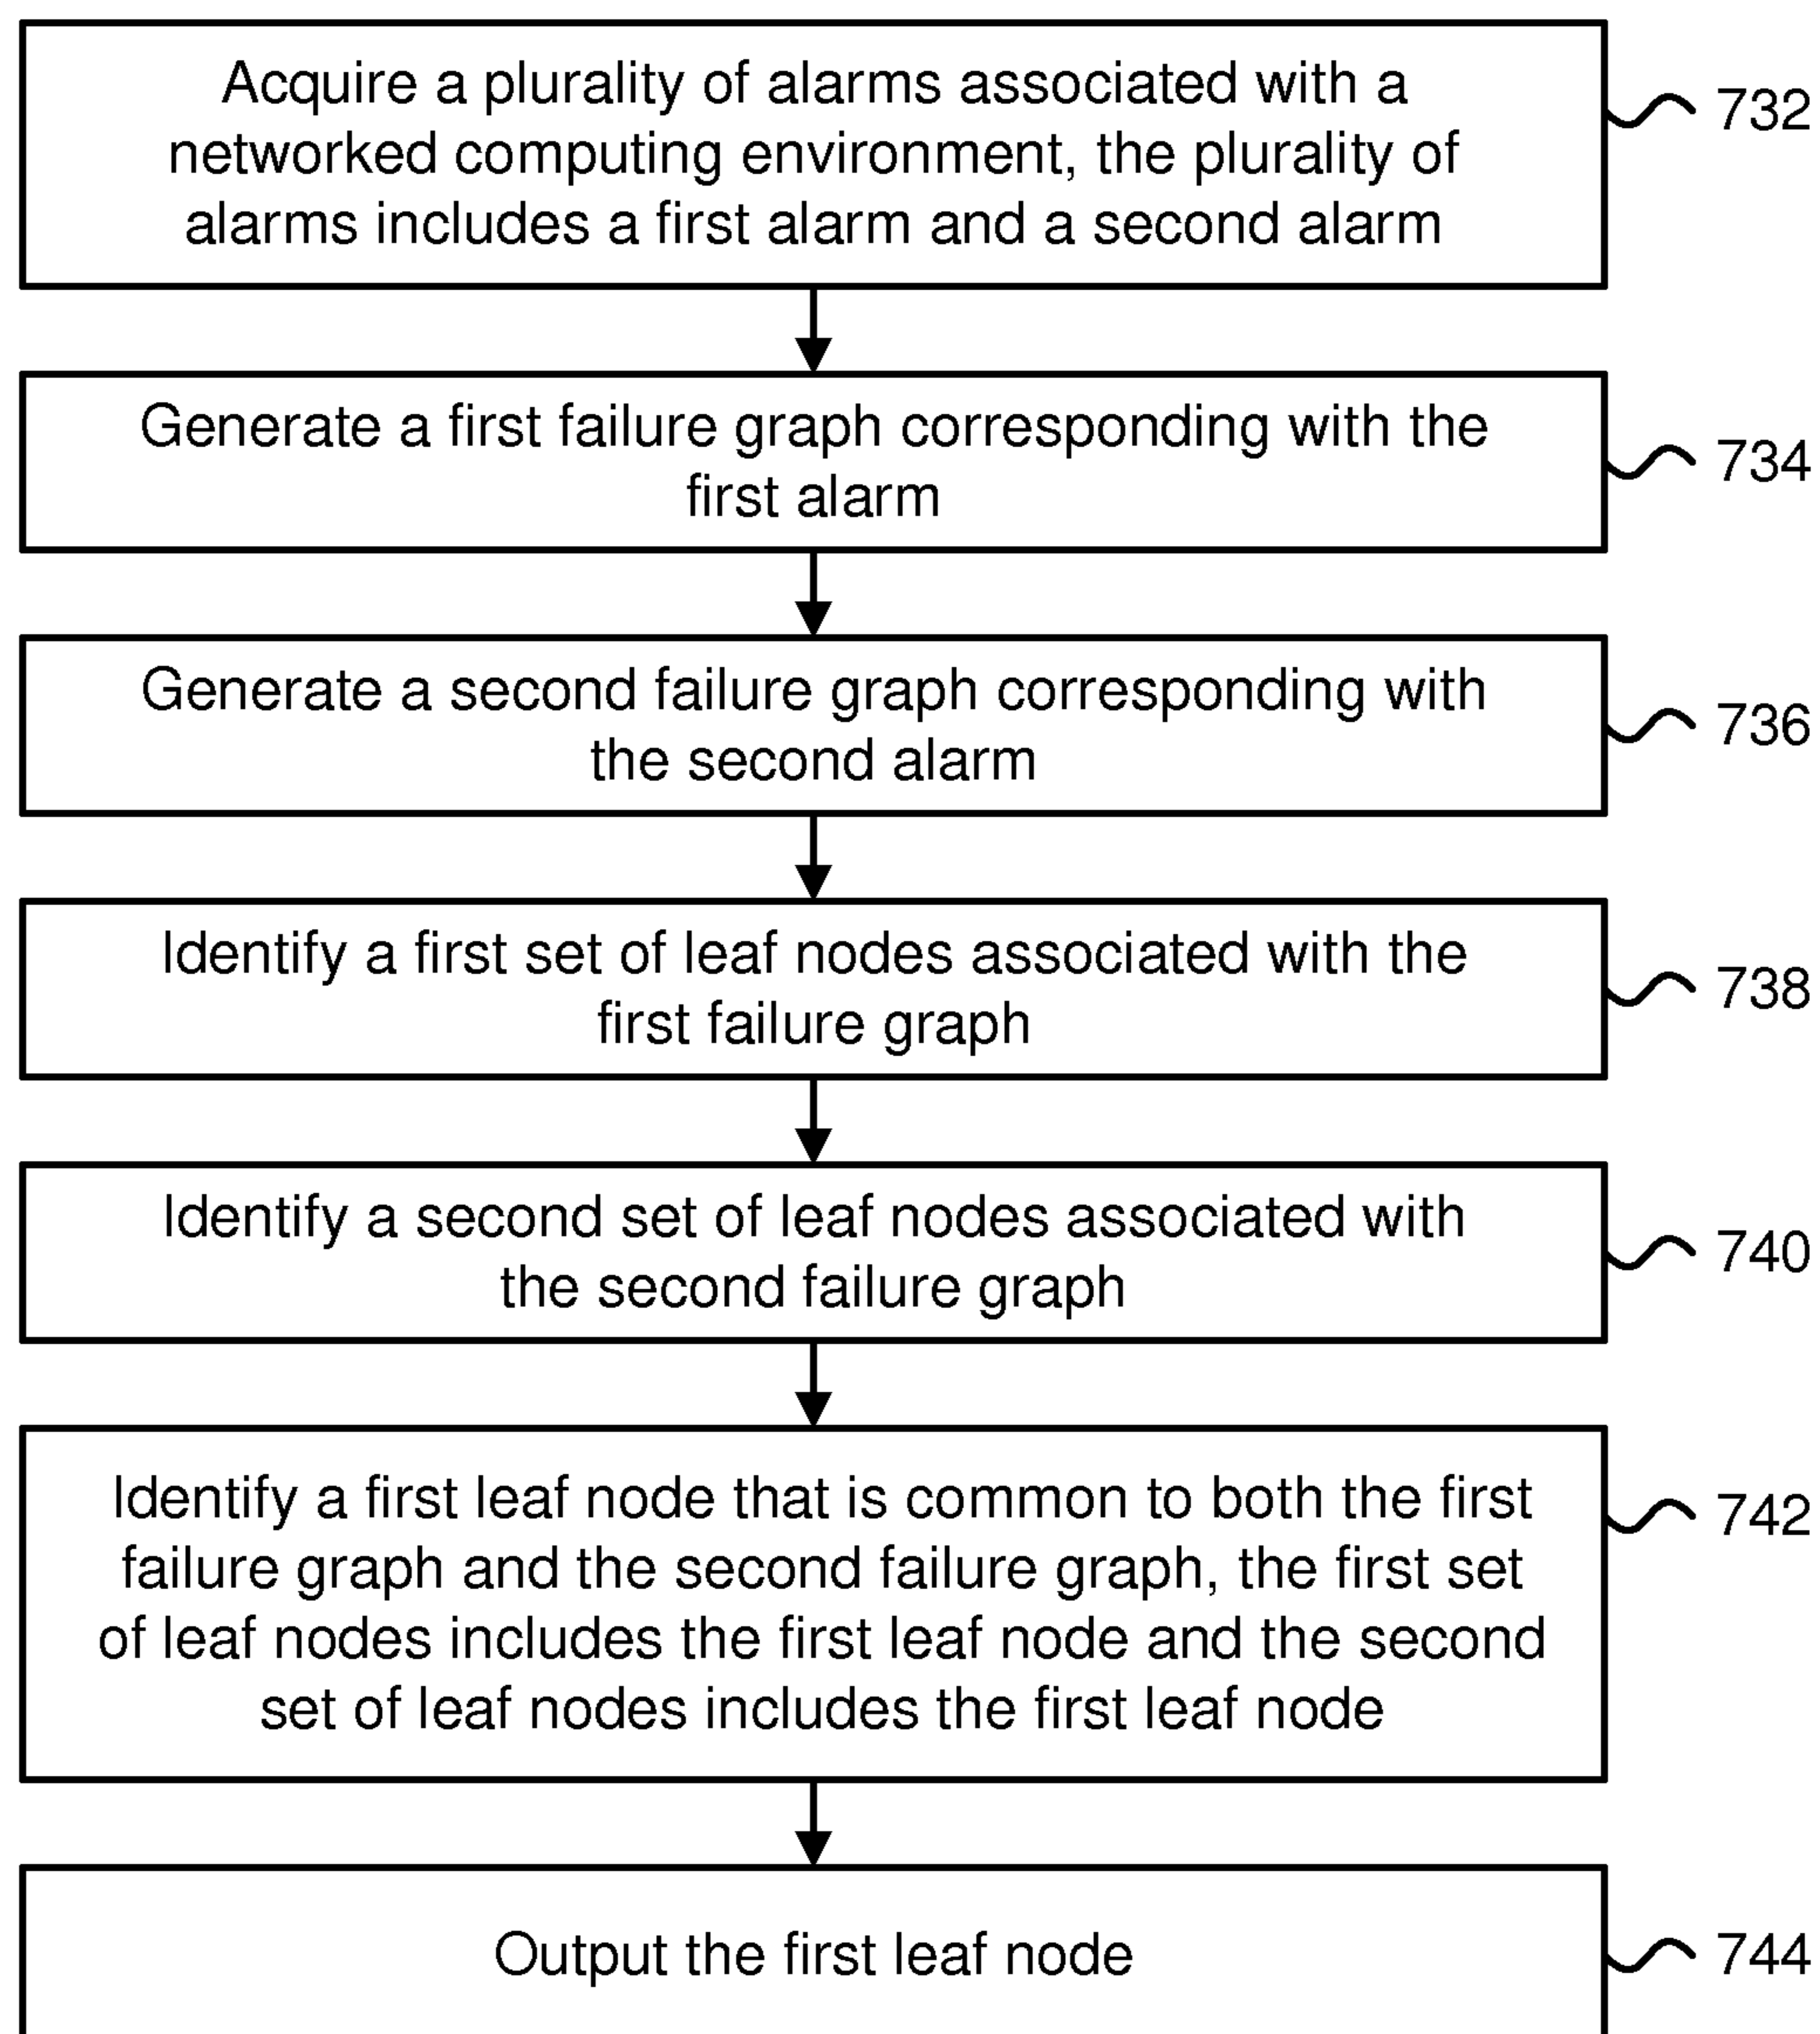 Acquire a plurality of alarms associated with a
networked computing environment, the plurality of
alarms includes a first alarm and a second alarm
732
Generate a first failure graph corresponding with the
first alarm
734
Generate a second failure graph corresponding with
the second alarm
736
Identify a first set of leaf nodes associated with the
first failure graph
738
Identify a second set of leaf nodes associated with
the second failure graph
740
Identify a first leaf node that is common to both the first
failure graph and the second failure graph, the first set
of leaf nodes includes the first leaf node and the second
set of leaf nodes includes the first leaf node
742
Output the first leaf node
744